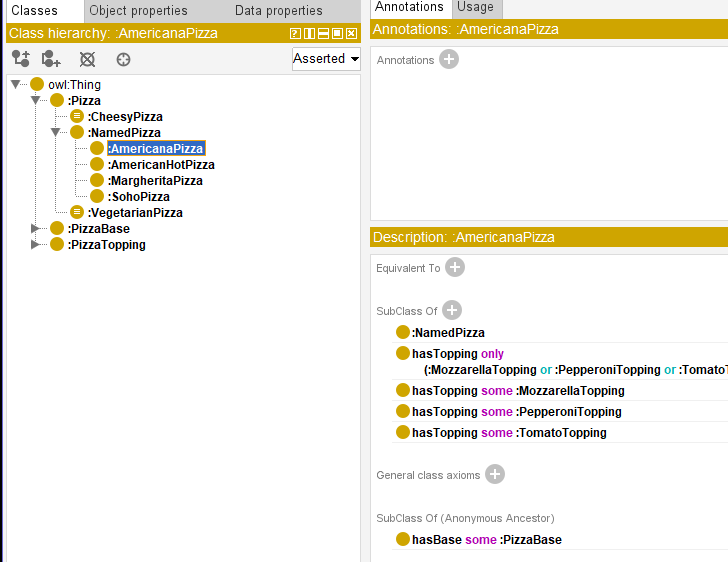 Classes Object properties Data properties
Class hierarchy: :AmericanaPizza
Asserted
owl:Thing
:Pizza
:CheesyPizza
:NamedPizza
:AmericanaPizza
:AmericanHotPizza
:MargheritaPizza
:SohoPizza
:VegetarianPizza
:PizzaBase
:PizzaTopping
Annotations Usage
Annotations: :AmericanaPizza
Annotations
Description: :AmericanaPizza
Equivalent To
SubClass Of
:NamedPizza
hasTopping only
(:MozzarellaTopping or :PepperoniTopping or
hasTopping some :MozzarellaTopping
hasTopping some :PepperoniTopping
hasTopping some :TomatoTopping
General class axioms
SubClass Of (Anonymous Ancestor)
hasBase some :PizzaBase